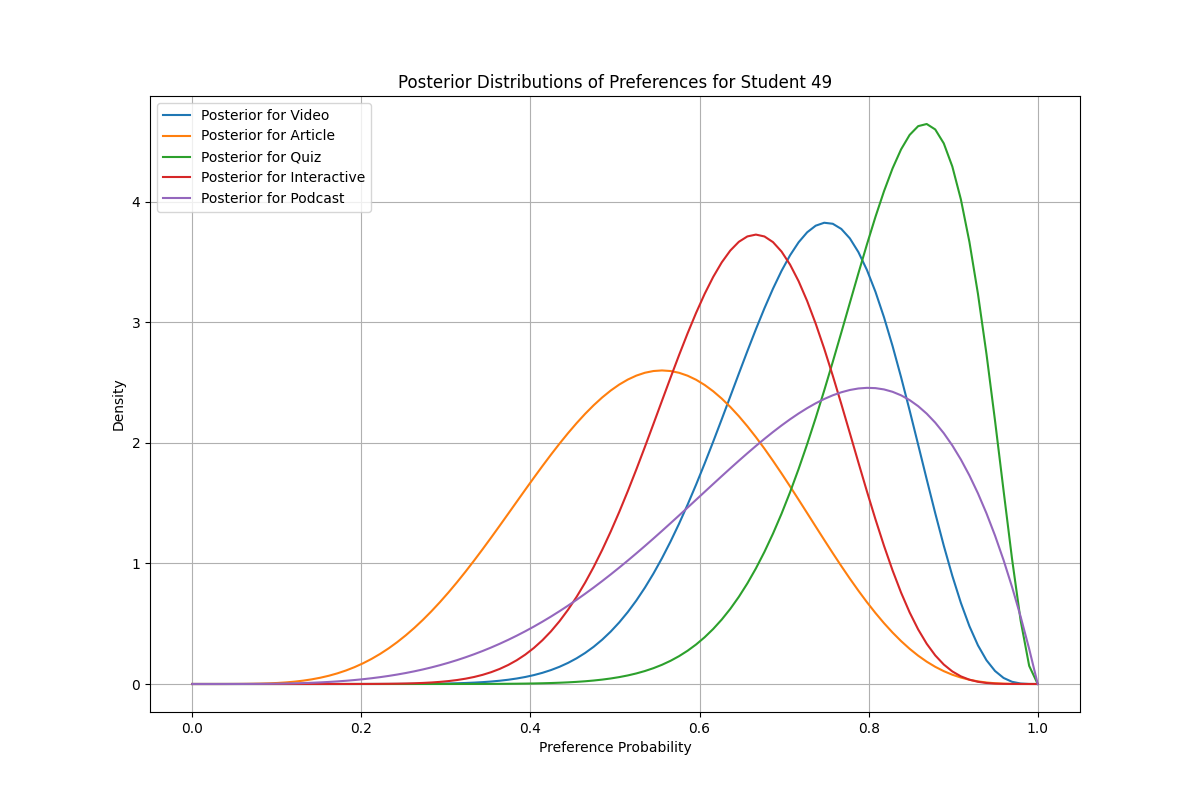 Posterior Distributions of Preferences for Student 49
Posterior for Video
Posterior for Article
Posterior for Quiz
Posterior for Interactive
Posterior for Podcast
Density
4
3
2
1
0
0.0 0.2 0.4 0.6 0.8 1.0
Preference Probability